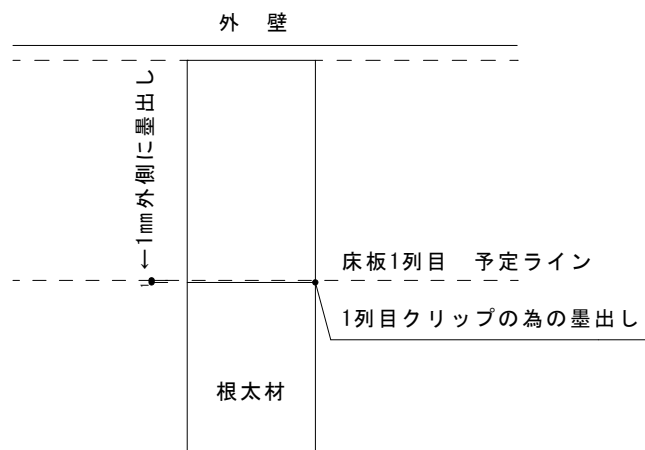 外 壁
←1mm外側に墨出し
床板1列目 予定ライン
1列目クリップの為の墨出し
根太材